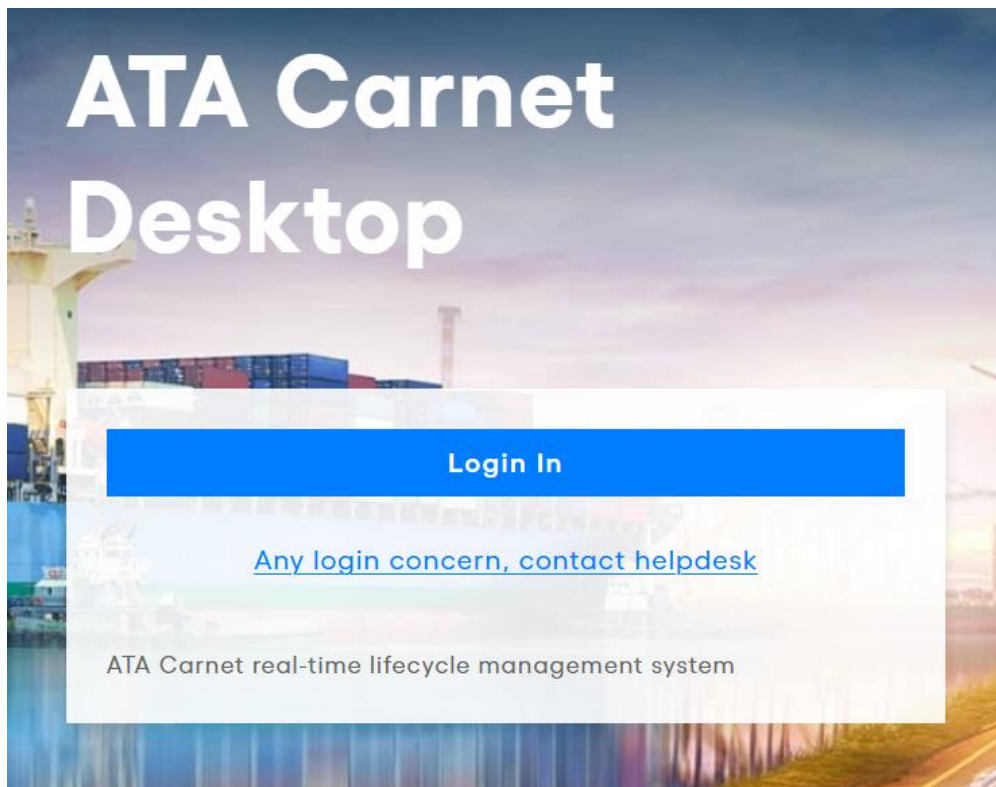 ATA Carnet
Desktop
Login In
Any login concern, contact helpdesk
ATA Carnet real-time lifecycle management system